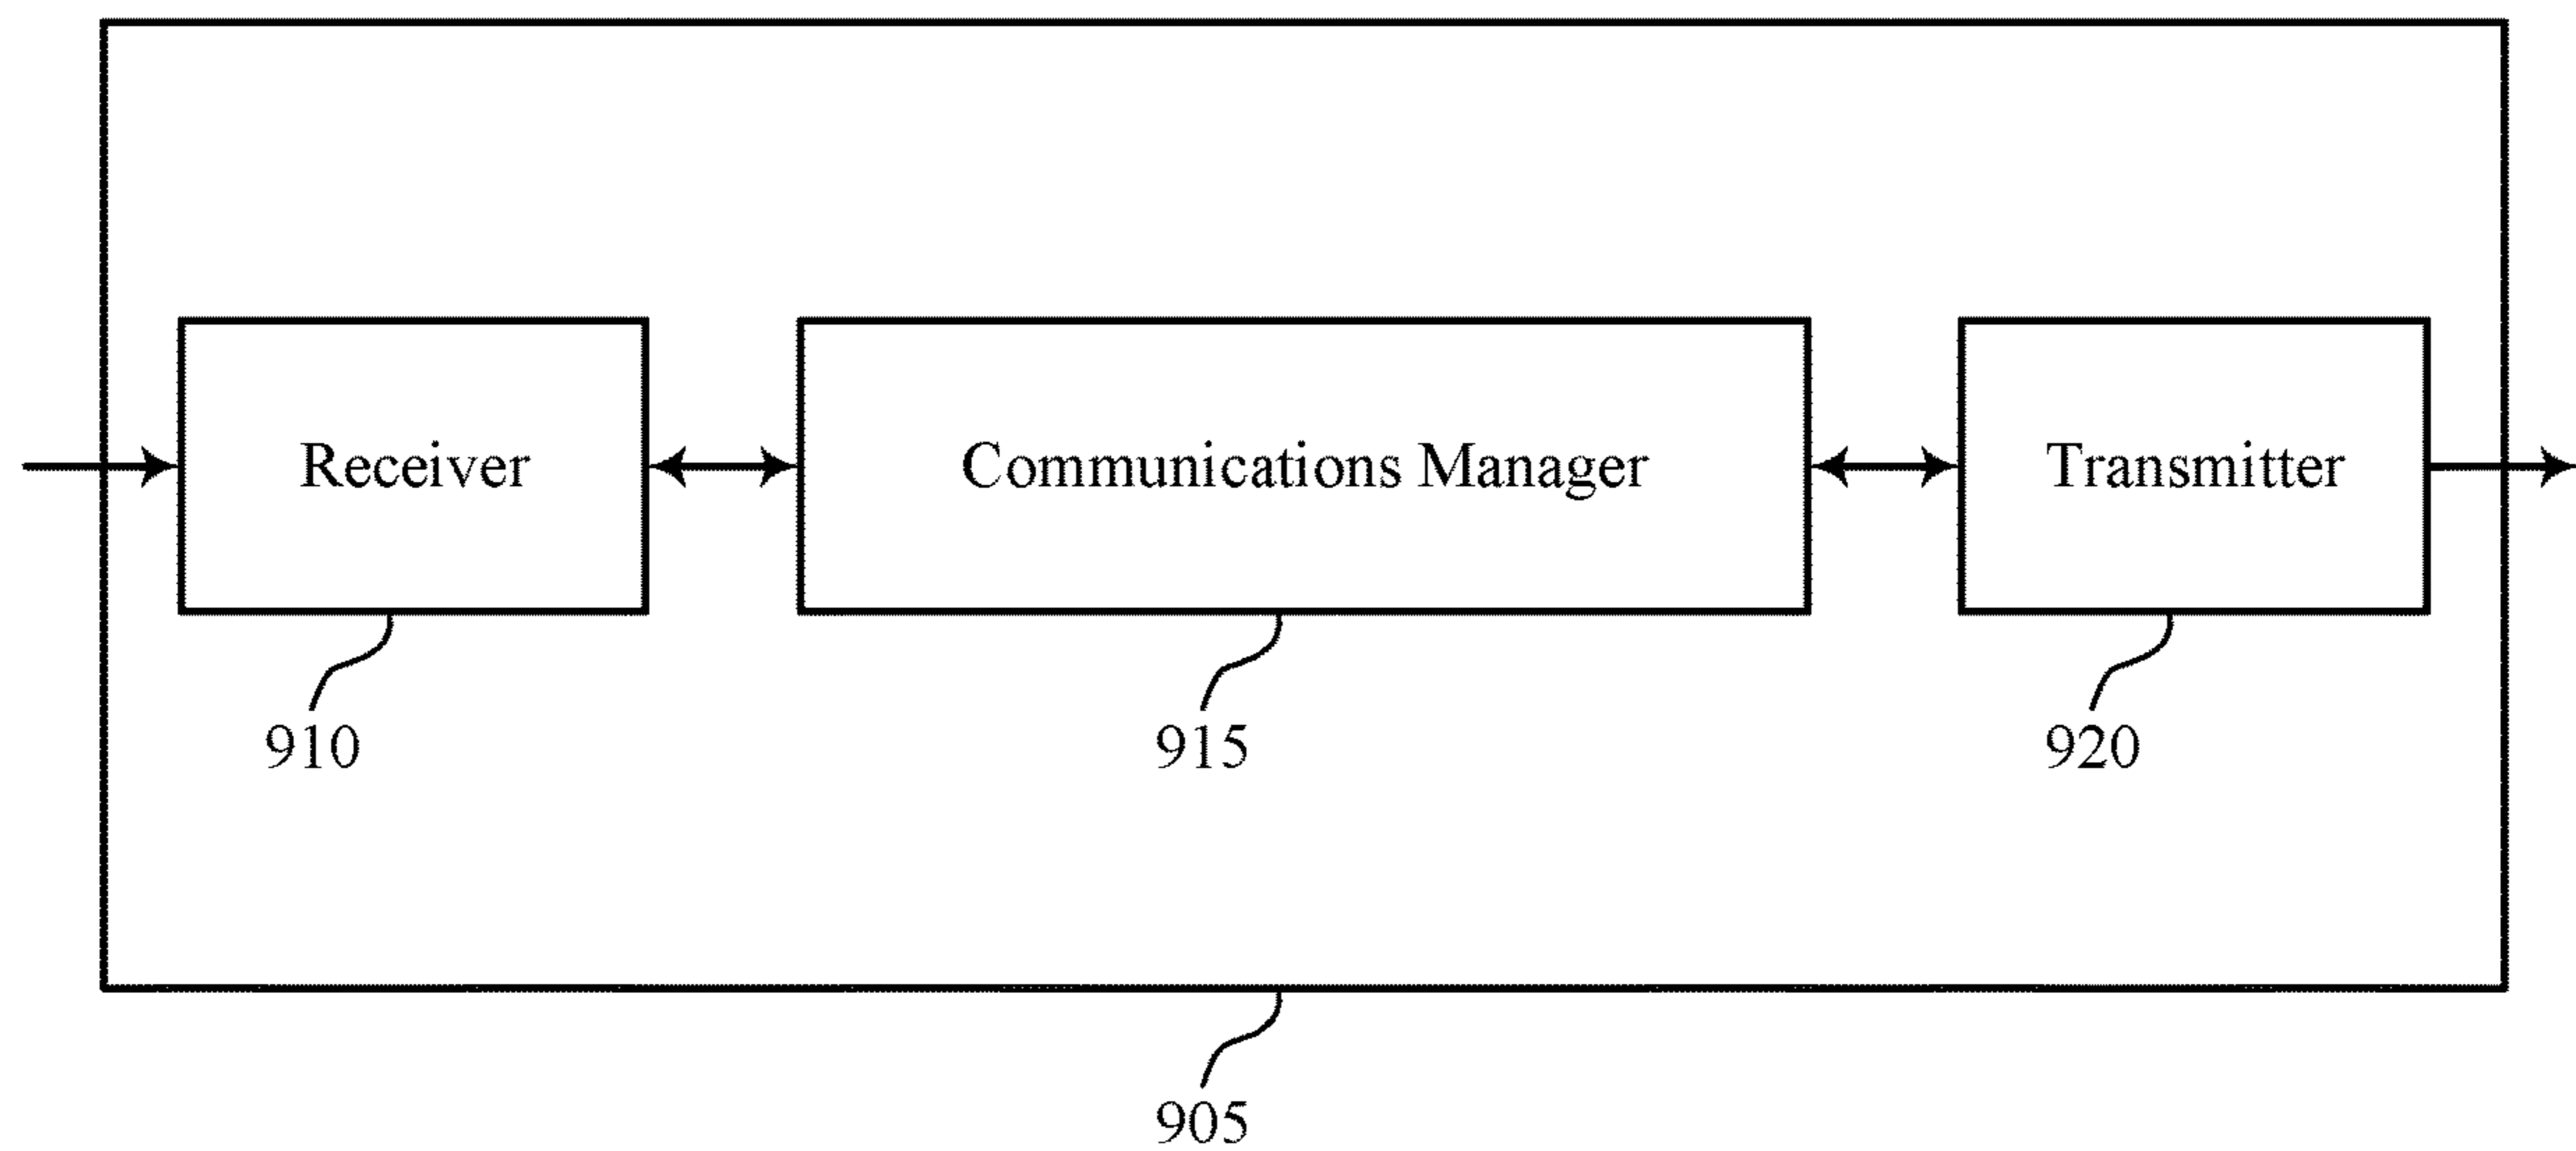 Receiver
Communications Manager
Transmitter
910
915
920
905